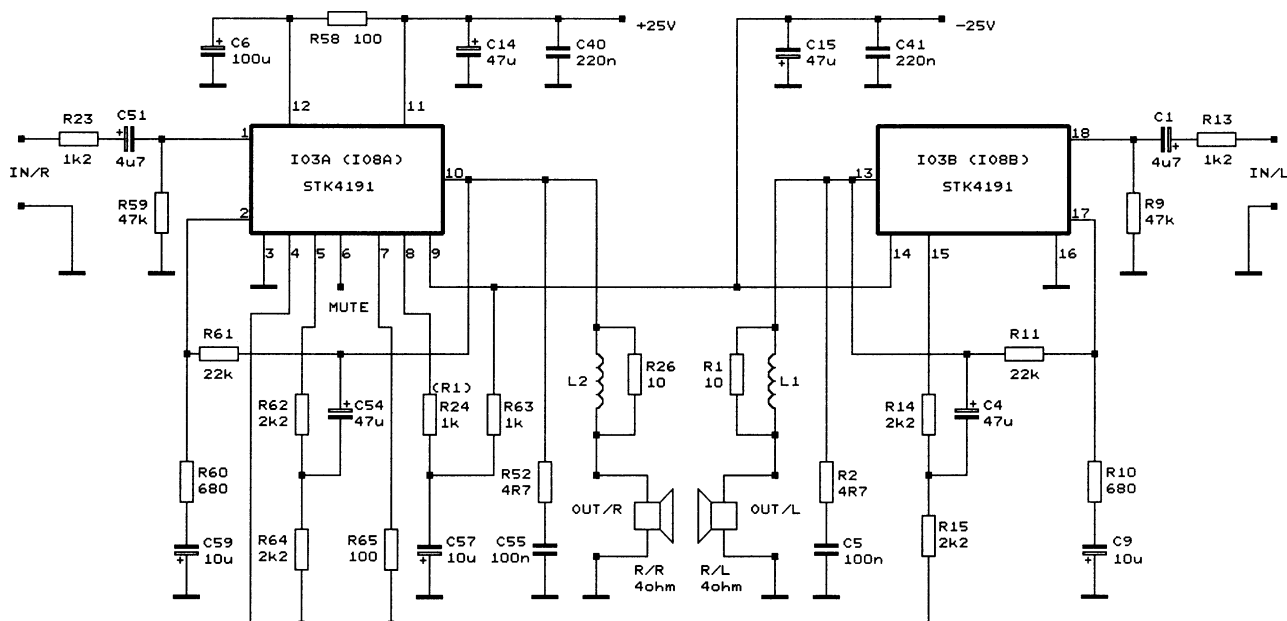 +25V
-25V
C6
100u
R58 100
C14
47u
C40
220n
C15
47u
C41
220n
12
11
R23
1k2
C51
4u7
1
IO3A (IO8A)
STK4191
10
IO3B (IO8B)
STK4191
13
18
C1
4u7
R13
1k2
IN/R
IN/L
R59
47k
2
17
R9
47k
3
4
5
6
7
8
9
14
15
16
MUTE
R61
22k
R11
22k
L2
R26
10
R1
10
L1
(R1)
R62
2k2
C54
47u
R24
1k
R63
1k
R14
2k2
C4
47u
R60
680
R52
4R7
R2
4R7
R10
680
OUT/R
OUT/L
C59
10u
R64
2k2
R65
100
C57
10u
C55
100n
C5
100n
R15
2k2
C9
10u
R/R
4ohm
R/L
4ohm